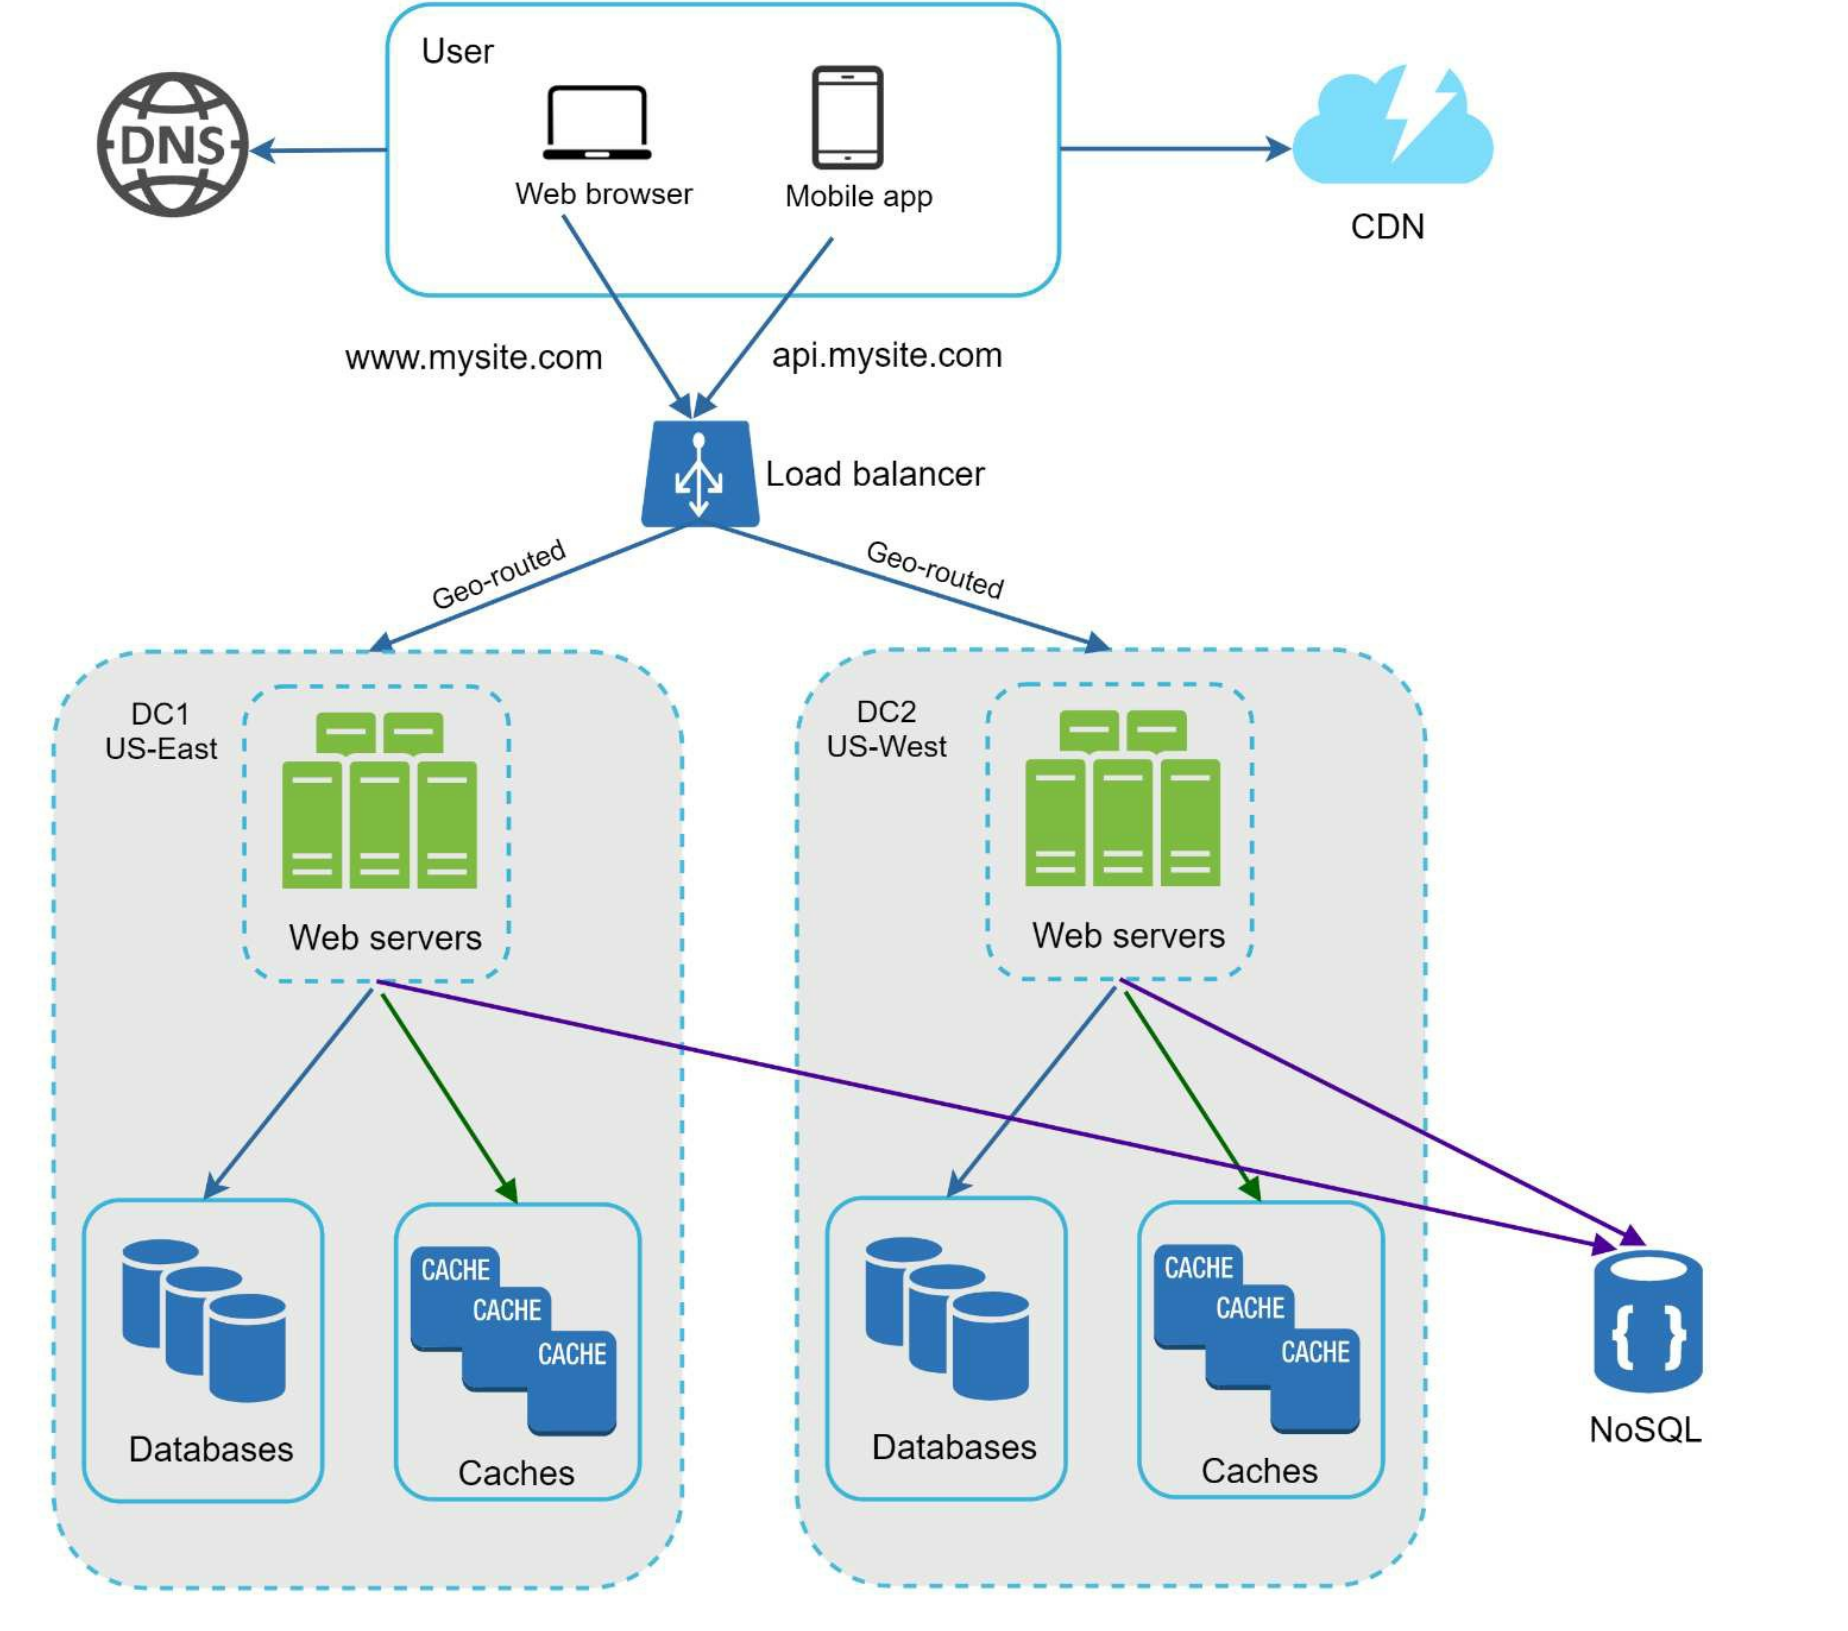 User
DNS
Web browser
Mobile app
CDN
www.mysite.com
api.mysite.com
Load balancer
Geo-routed
Geo-routed
DC1
US-East
DC2
US-West
Web servers
Web servers
CACHE
CACHE
CACHE
Databases
Caches
CACHE
CACHE
CACHE
Databases
Caches
{ }
NoSQL